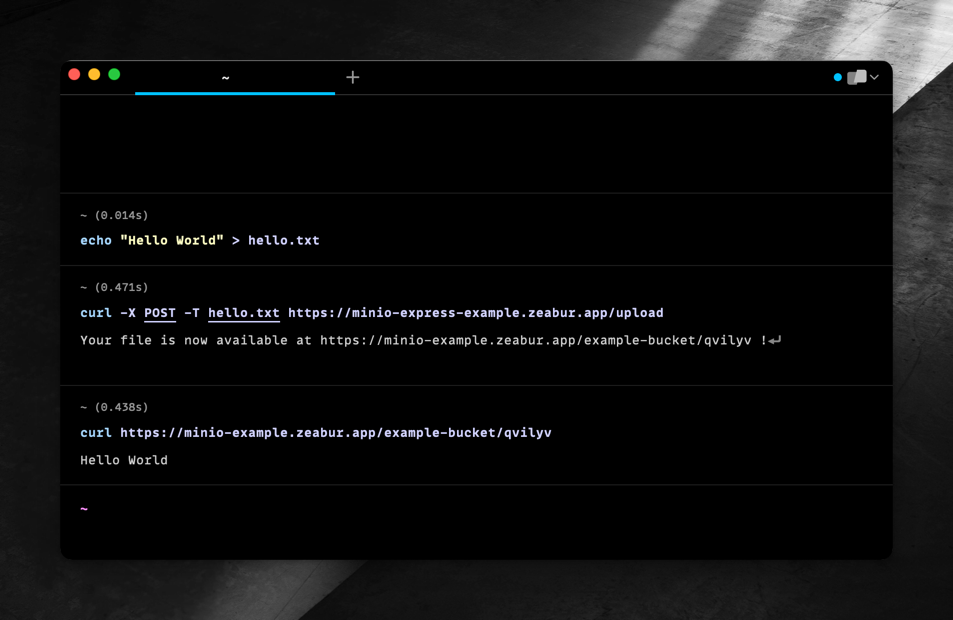 ~
~ (0.014s)
echo "Hello World" > hello.txt
~ (0.471s)
curl -X POST -T hello.txt https://minio-express-example.zeabur.app/upload
Your file is now available at https://minio-example.zeabur.app/example-bucket/qvilyv !⏎
~ (0.438s)
curl https://minio-example.zeabur.app/example-bucket/qvilyv
Hello World
~